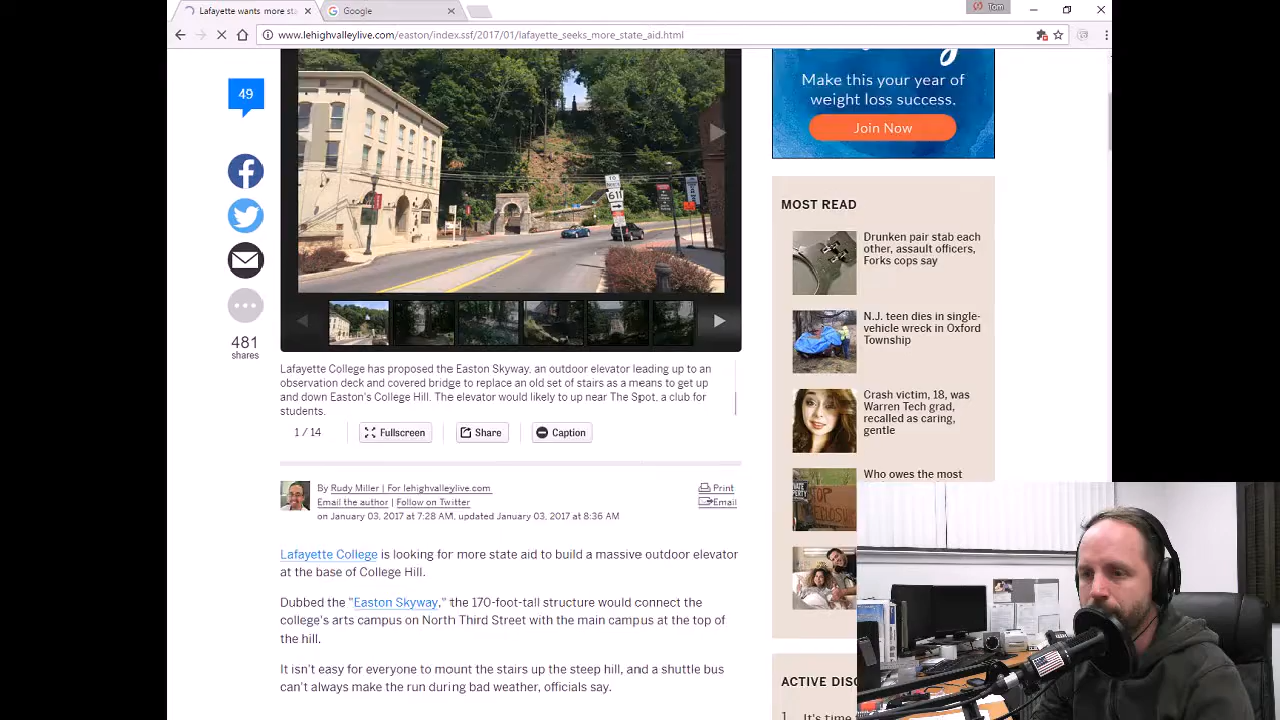 Lafayette wants more sta
Google
Tom
www.lehighvalleylive.com/easton/index.ssf/2017/01/lafayette_seeks_more_state_aid.html
49
481
shares
TO
611
Lafayette College has proposed the Easton Skyway, an outdoor elevator leading up to an
observation deck and covered bridge to replace an old set of stairs as a means to get up
and down Easton's College Hill. The elevator would likely to up near The Spot, a club for
students.
1 / 14
Fullscreen
Share
Caption
By Rudy Miller | For lehighvalleylive.com
Email the author | Follow on Twitter
on January 03, 2017 at 7:28 AM, updated January 03, 2017 at 8:36 AM
Print
Email
Lafayette College is looking for more state aid to build a massive outdoor elevator
at the base of College Hill.
Dubbed the "Easton Skyway," the 170-foot-tall structure would connect the
college's arts campus on North Third Street with the main campus at the top of
the hill.
It isn't easy for everyone to mount the stairs up the steep hill, and a shuttle bus
can't always make the run during bad weather, officials say.
Make this your year of
weight loss success.
Join Now
MOST READ
Drunken pair stab each
other, assault officers,
Forks cops say
N.J. teen dies in single-
vehicle wreck in Oxford
Township
Crash victim, 18, was
Warren Tech grad,
recalled as caring,
gentle
Who owes the most
ACTIVE DISC
1 It's time